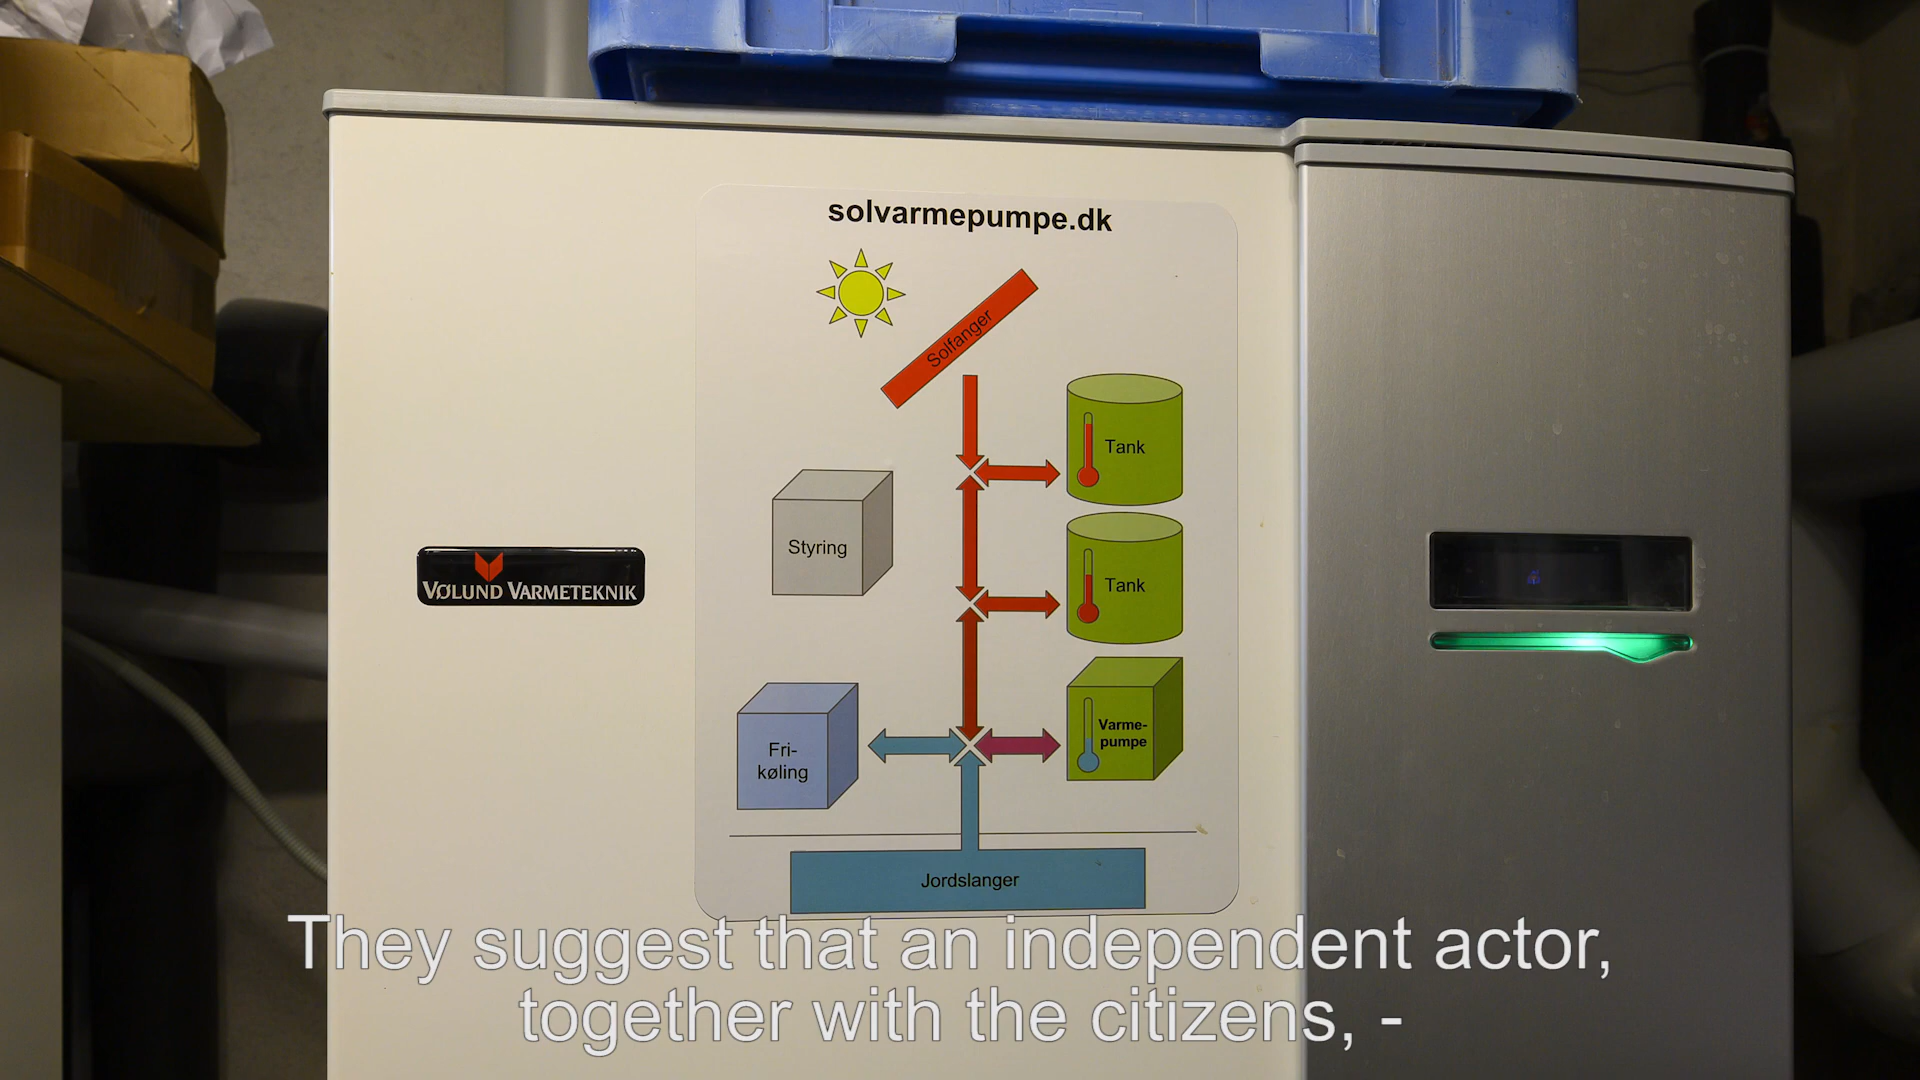 solvarmepumpe.dk
Solfanger
Tank
Styring
Tank
VØLUND VARMETEKNIK
Varme-
pumpe
Fri-
køling
Jordslanger
They suggest that an independent actor,
together with the citizens, -